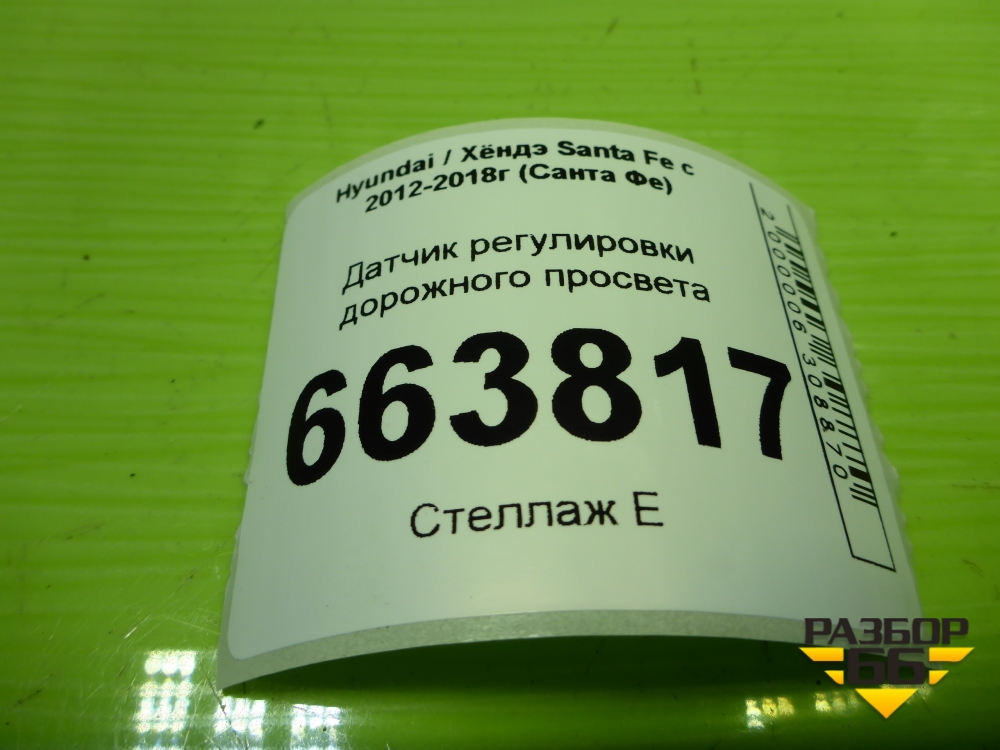 Hyundai / Хёндэ Santa Fe с
2012-2018г (Санта Фе)
Датчик регулировки
дорожного просвета
663817
Стеллаж Е
2000006308870
РАЗБОР
66